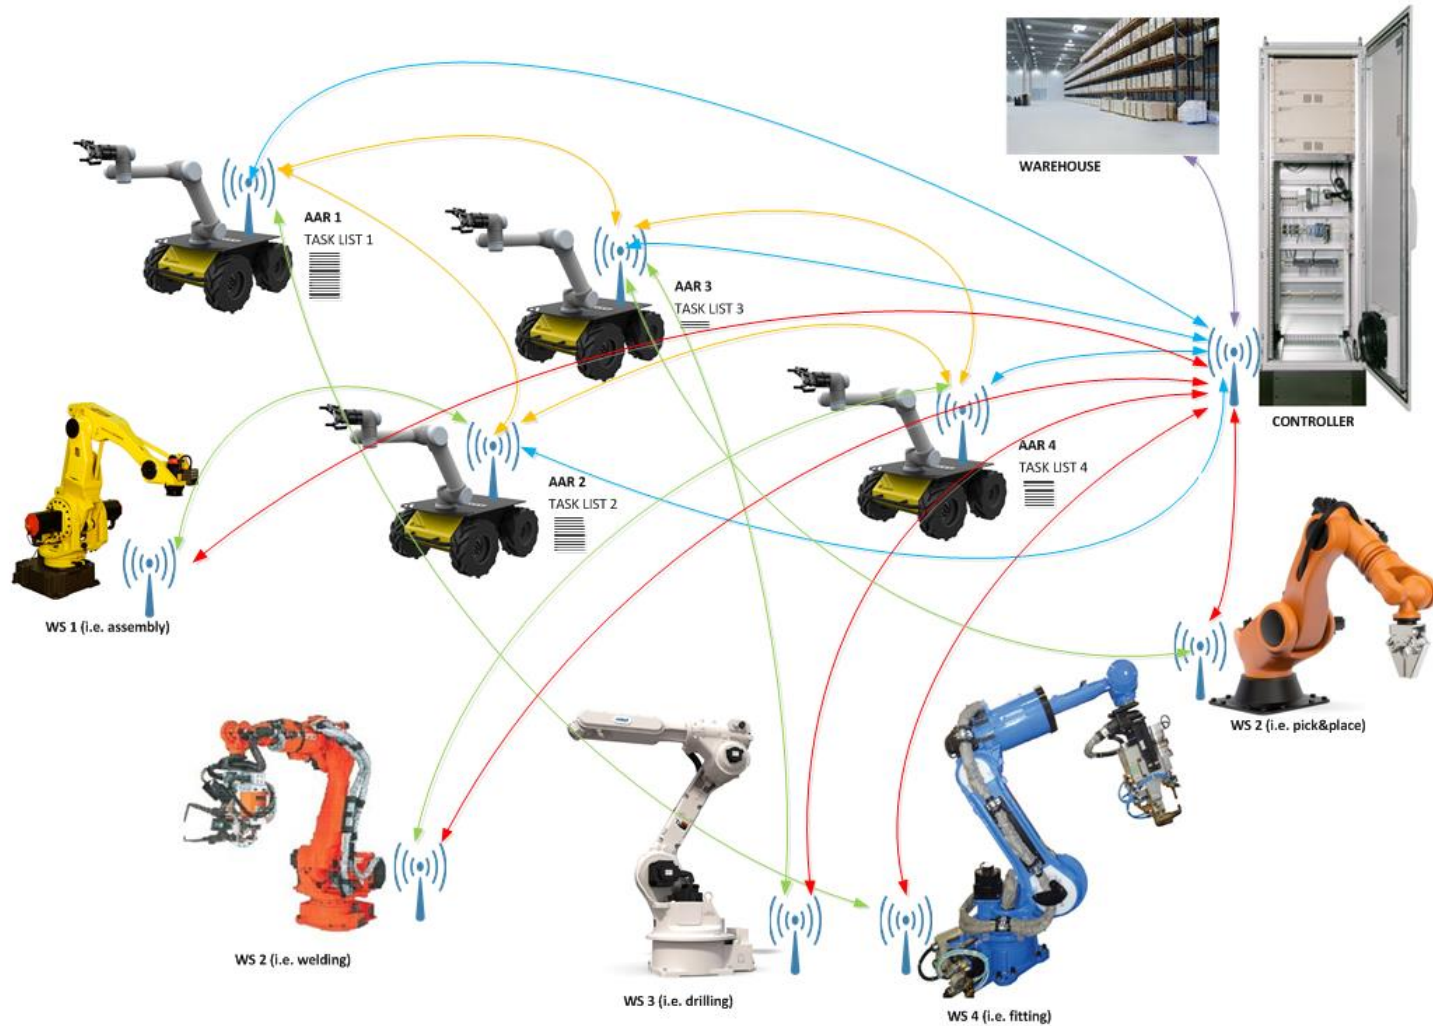 WAREHOUSE
CONTROLLER
AAR 1
TASK LIST 1
AAR 3
TASK LIST 3
AAR 4
TASK LIST 4
AAR 2
TASK LIST 2
WS 1 (i.e. assembly)
WS 2 (i.e. pick&place)
WS 2 (i.e. welding)
WS 3 (i.e. drilling)
WS 4 (i.e. fitting)